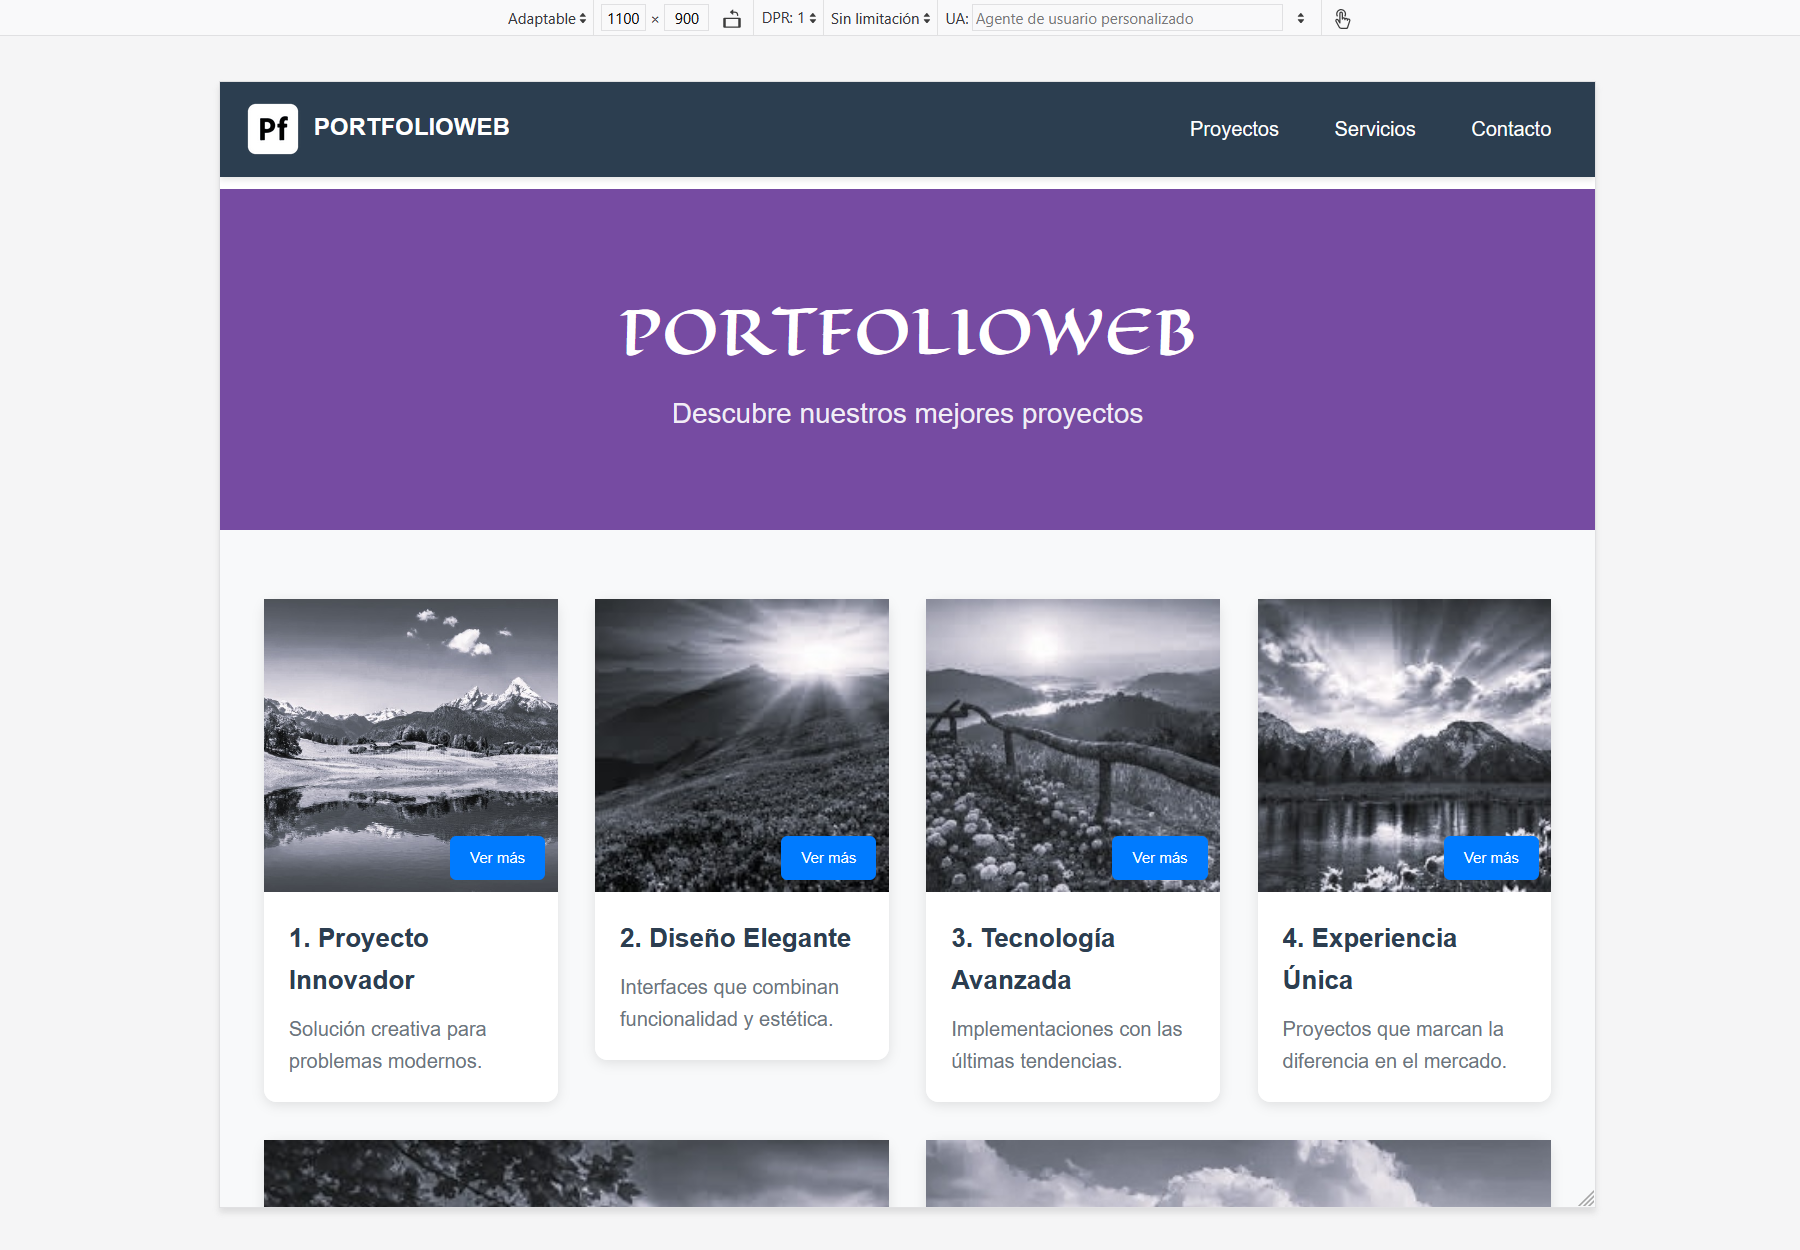 Adaptable 1100 × 900 DPR: 1 Sin limitación UA: Agente de usuario personalizado
Pf PORTFOLIOWEB Proyectos Servicios Contacto
PORTFOLIOWEB
Descubre nuestros mejores proyectos
Ver más Ver más Ver más Ver más
1. Proyecto
Innovador
Solución creativa para
problemas modernos.
2. Diseño Elegante
Interfaces que combinan
funcionalidad y estética.
3. Tecnología
Avanzada
Implementaciones con las
últimas tendencias.
4. Experiencia
Única
Proyectos que marcan la
diferencia en el mercado.